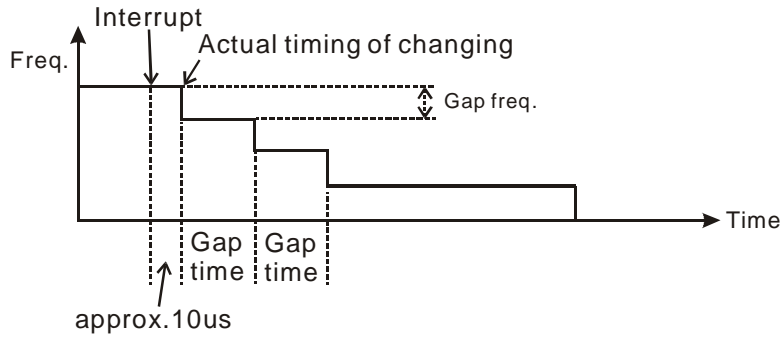 Interrupt
Actual timing of changing
Freq.
Gap freq.
Time
Gap
time
Gap
time
approx.10us